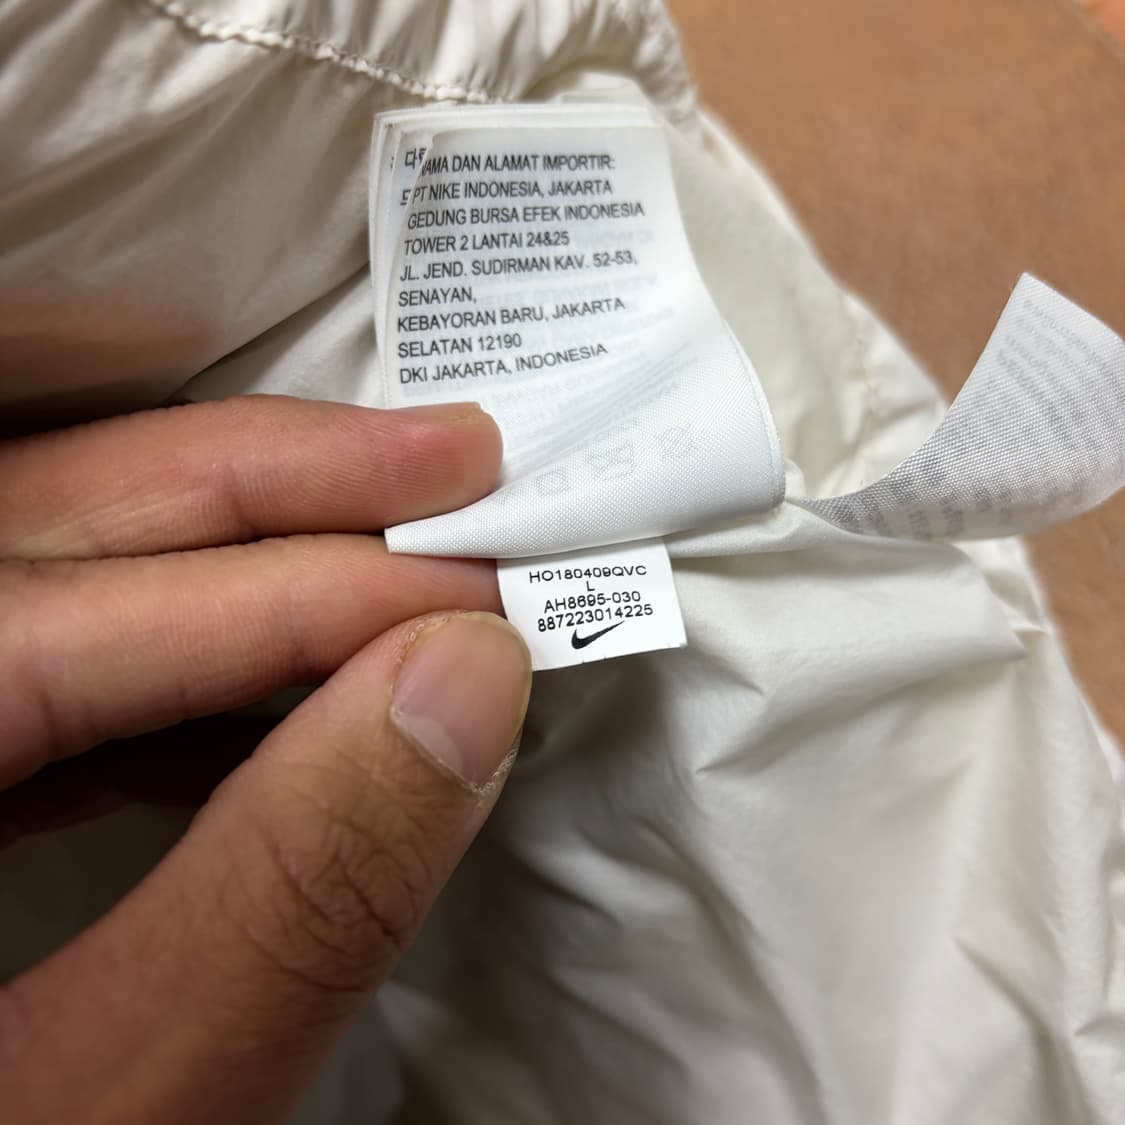 다
NAMA DAN ALAMAT IMPORTIR:
PT NIKE INDONESIA, JAKARTA
GEDUNG BURSA EFEK INDONESIA
TOWER 2 LANTAI 24&25
JL. JEND. SUDIRMAN KAV. 52-53,
SENAYAN,
KEBAYORAN BARU, JAKARTA
SELATAN 12190
DKI JAKARTA, INDONESIA
HO180409QVC
L
AH8695-030
887223014225